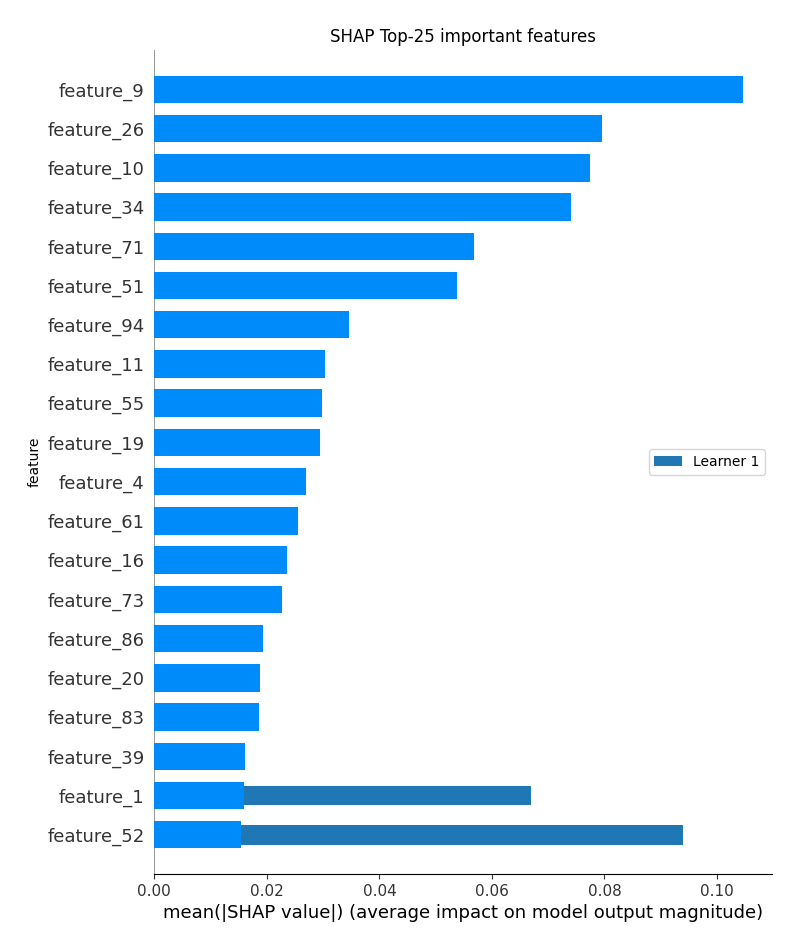 SHAP Top-25 important features
feature_9
feature_26
feature_10
feature_34
feature_71
feature_51
feature_94
feature_11
feature_55
feature_19
feature
Learner 1
feature_4
feature_61
feature_16
feature_73
feature_86
feature_20
feature_83
feature_39
feature_1
feature_52
0.00 0.02 0.04 0.06 0.08 0.10
mean(|SHAP value|) (average impact on model output magnitude)